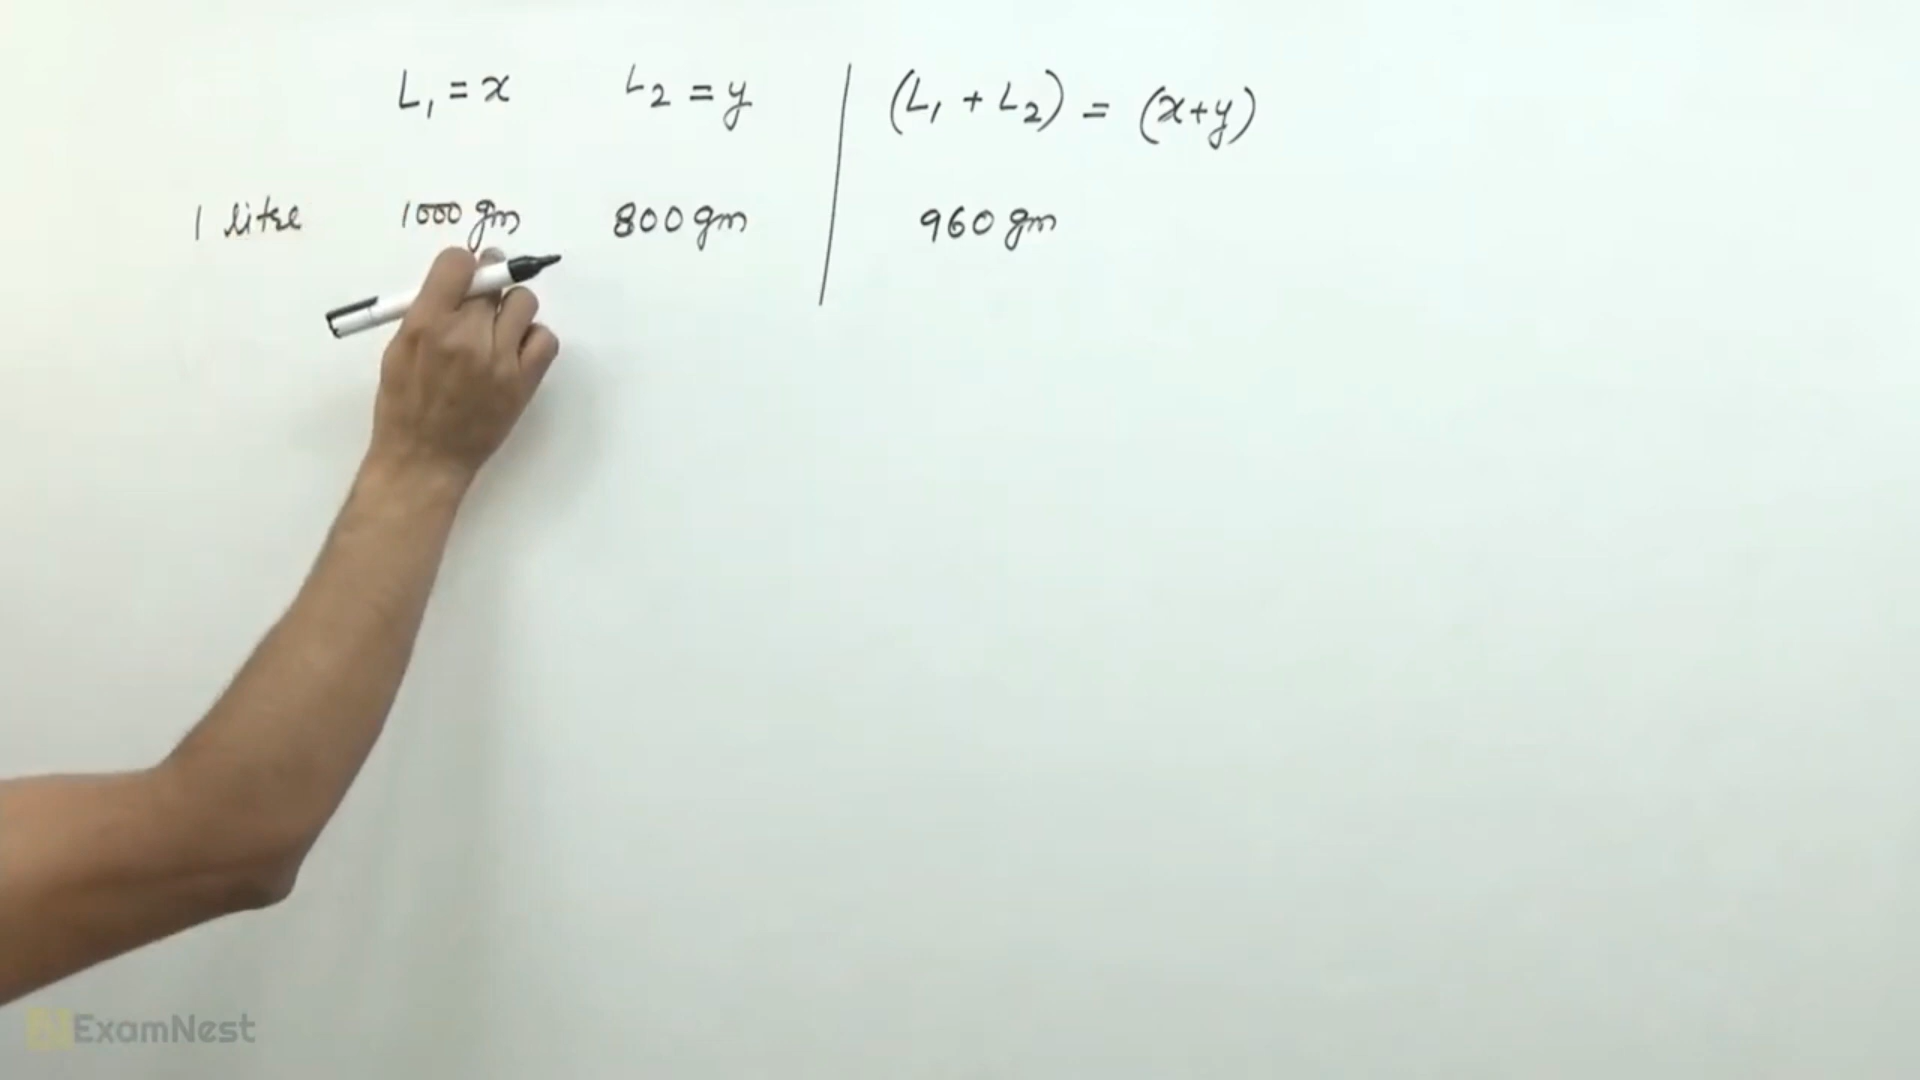 L₁ = x L₂ = y (L₁ + L₂) = (x+y)
1 litre 1000 gm 800 gm 960 gm
ExamNest